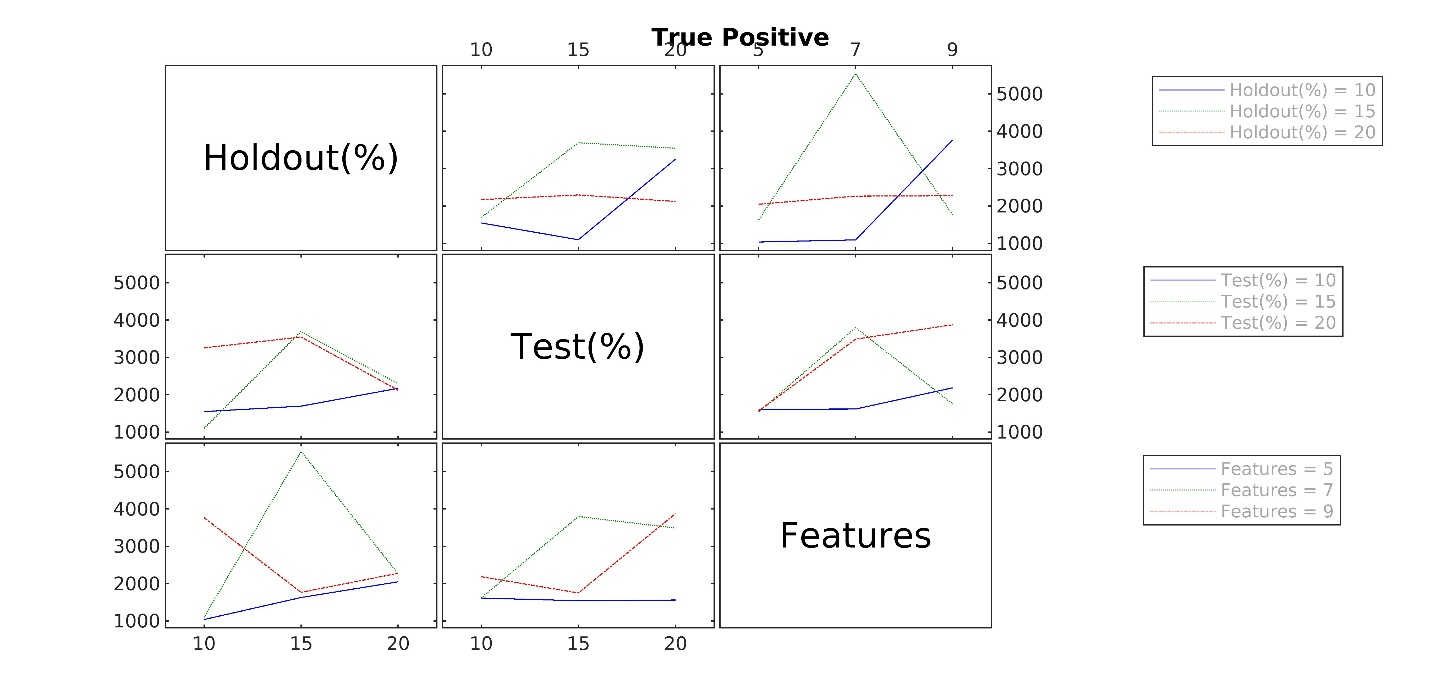 True Positive
10 15 20 5 7 9
Holdout(%)
5000
4000
3000
2000
1000
Holdout(%) = 10
Holdout(%) = 15
Holdout(%) = 20
5000
4000
3000
2000
1000
Test(%)
5000
4000
3000
2000
1000
Test(%) = 10
Test(%) = 15
Test(%) = 20
5000
4000
3000
2000
1000
Features
Features = 5
Features = 7
Features = 9
10 15 20 10 15 20